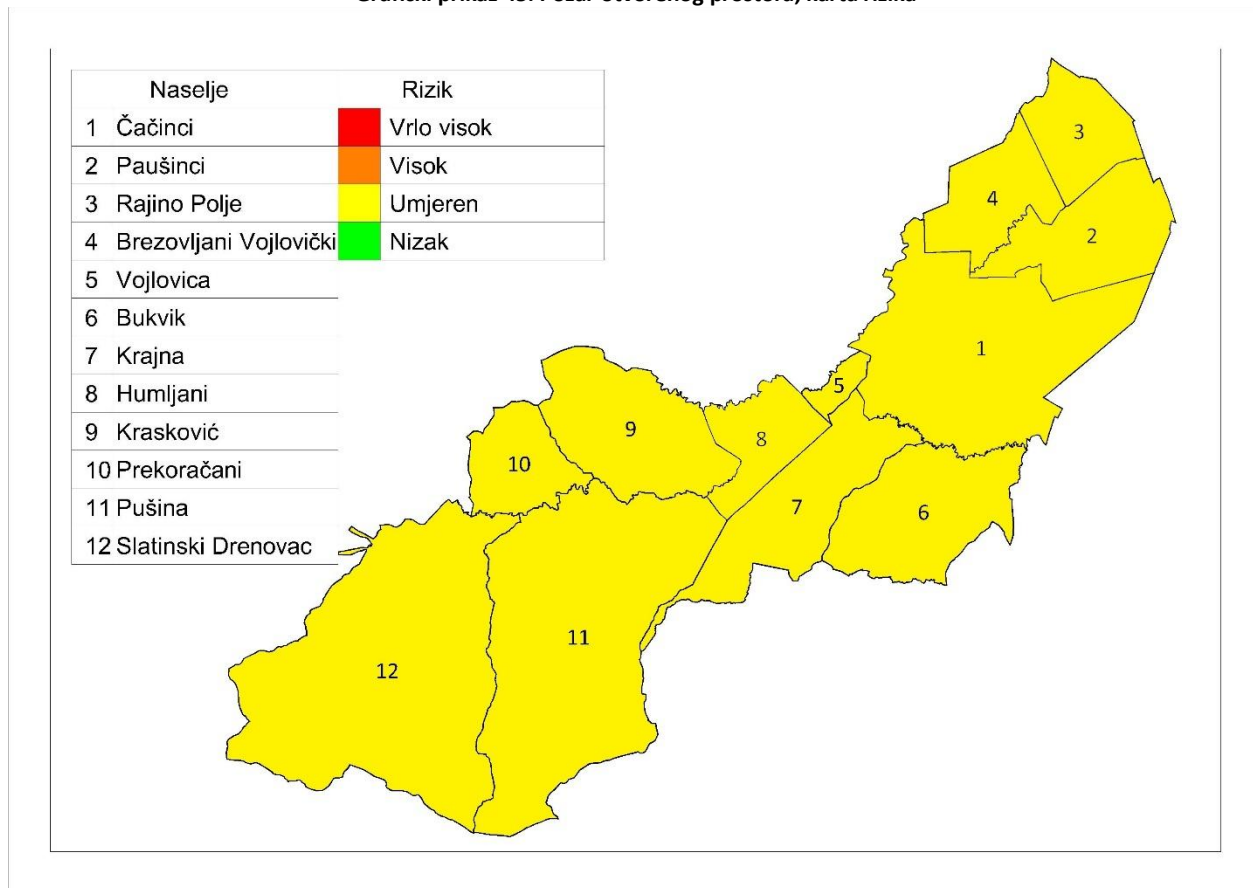 Naselje Rizik
1 Čačinci Vrlo visok
2 Paušinci Visok
3 Rajino Polje Umjeren
4 Brezovljani Vojlovički Nizak
5 Vojlovica
6 Bukvik
7 Krajna
8 Humljani
9 Krasković
10 Prekoračani
11 Pušina
12 Slatinski Drenovac
3
4
2
1
5
9
8
10
7
6
11
12